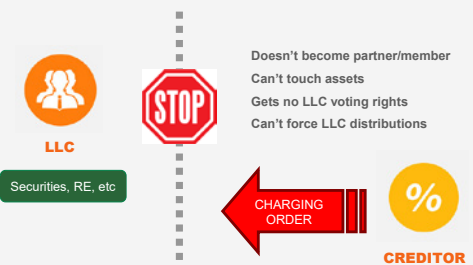 Doesn't become partner/member
Can't touch assets
Gets no LLC voting rights
Can't force LLC distributions
STOP
LLC
Securities, RE, etc
CHARGING
ORDER
%
CREDITOR